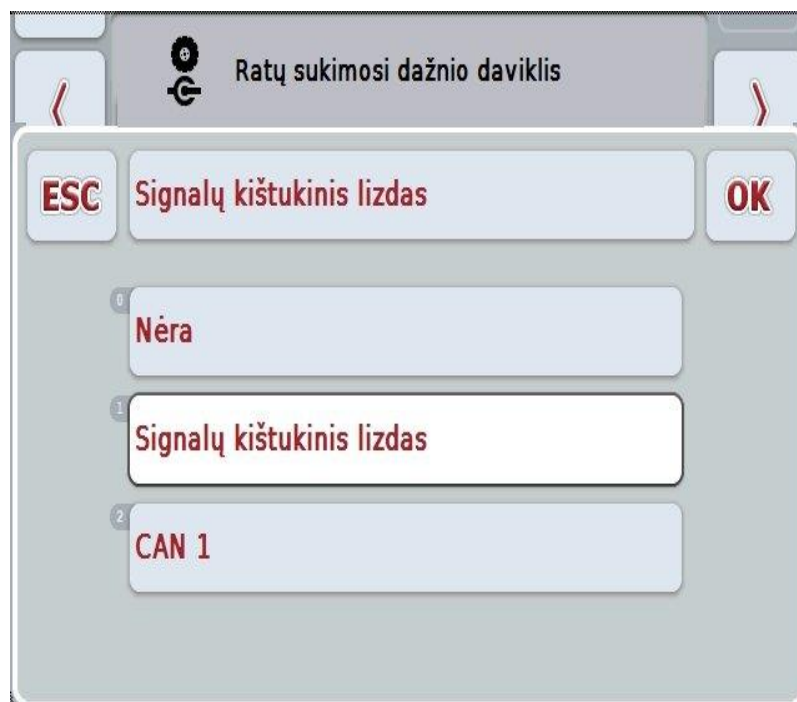 Ratų sukimosi dažnio daviklis
ESC
Signalų kištukinis lizdas
OK
0
Nėra
1
Signalų kištukinis lizdas
2
CAN 1